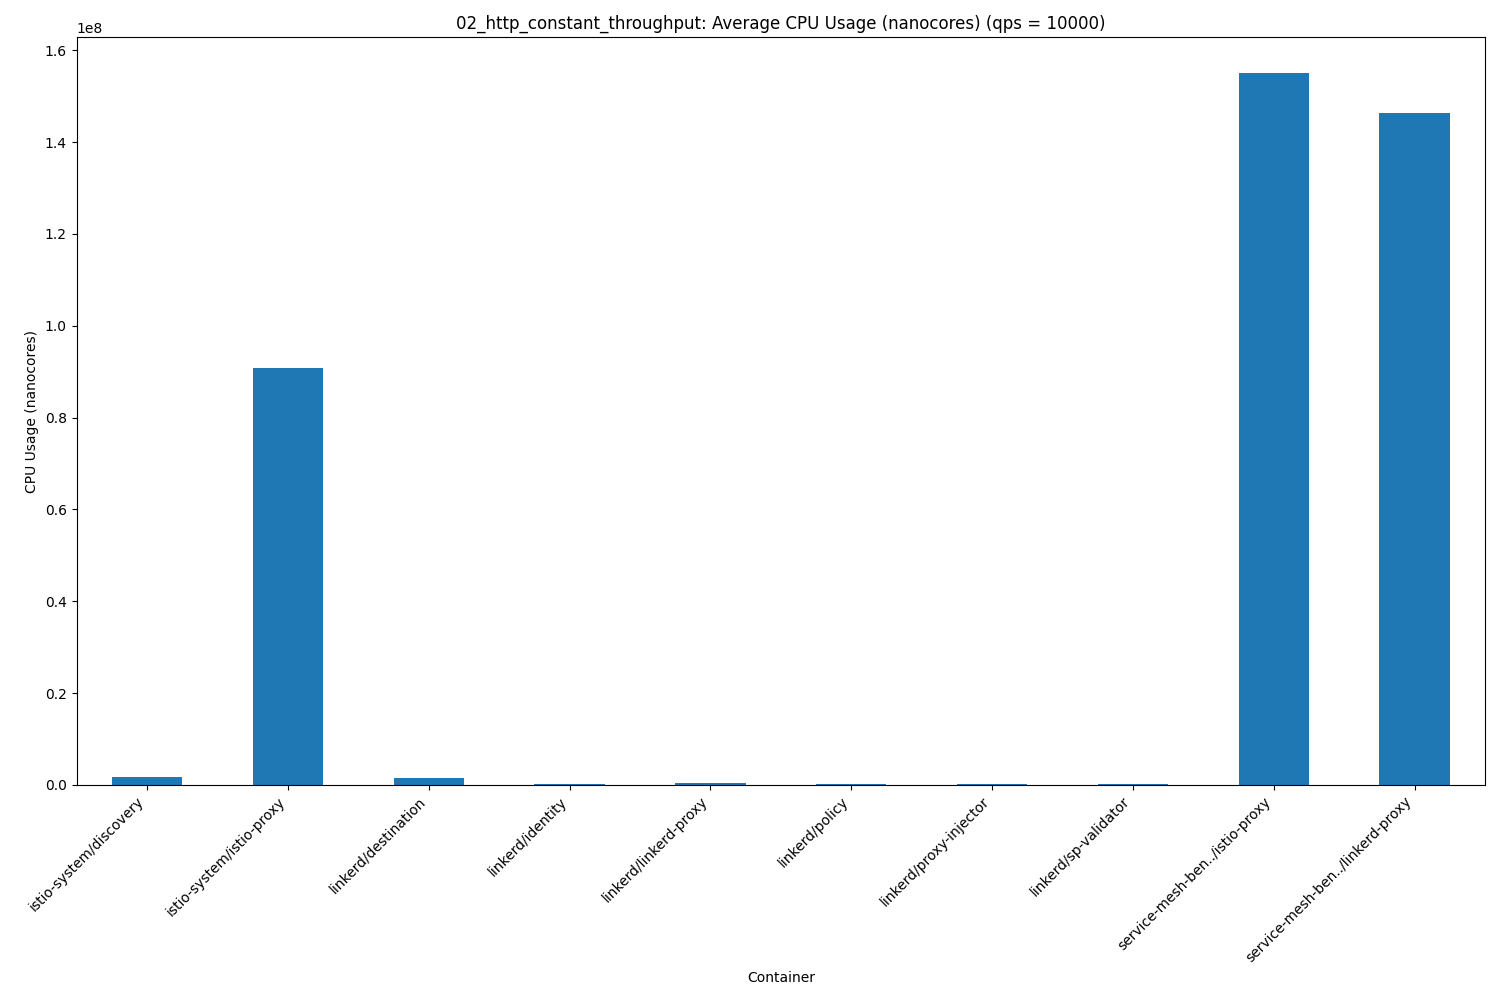 02_http_constant_throughput: Average CPU Usage (nanocores) (qps = 10000)
1e8
1.6
1.4
1.2
1.0
0.8
0.6
0.4
0.2
0.0
CPU Usage (nanocores)
istio-system/discovery
istio-system/istio-proxy
linkerd/destination
linkerd/identity
linkerd/linkerd-proxy
linkerd/policy
linkerd/proxy-injector
linkerd/sp-validator
service-mesh-ben../istio-proxy
service-mesh-ben../linkerd-proxy
Container